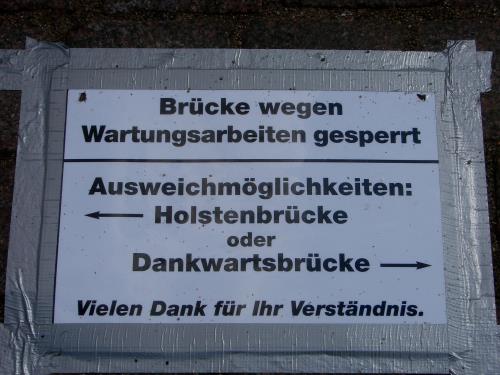 Brücke wegen
Wartungsarbeiten gesperrt
Ausweichmöglichkeiten:
← Holstenbrücke
oder
Dankwartsbrücke →
Vielen Dank für Ihr Verständnis.